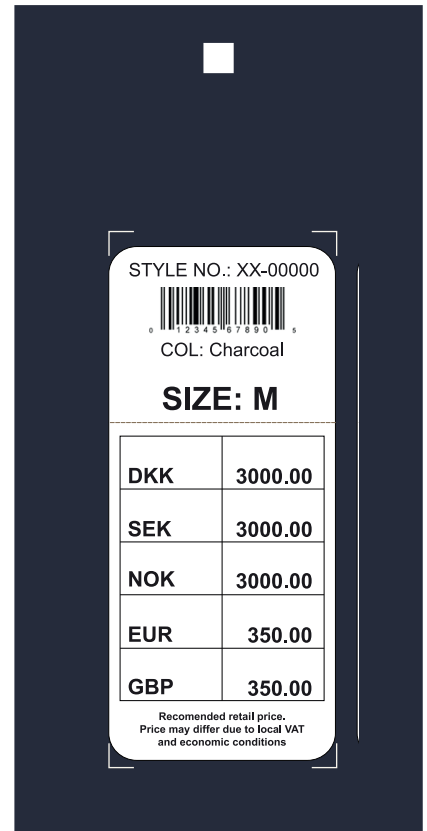 STYLE NO.: XX-00000
0 12345 67890 5
COL: Charcoal
SIZE: M
DKK 3000.00
SEK 3000.00
NOK 3000.00
EUR 350.00
GBP 350.00
Recomended retail price.
Price may differ due to local VAT
and economic conditions